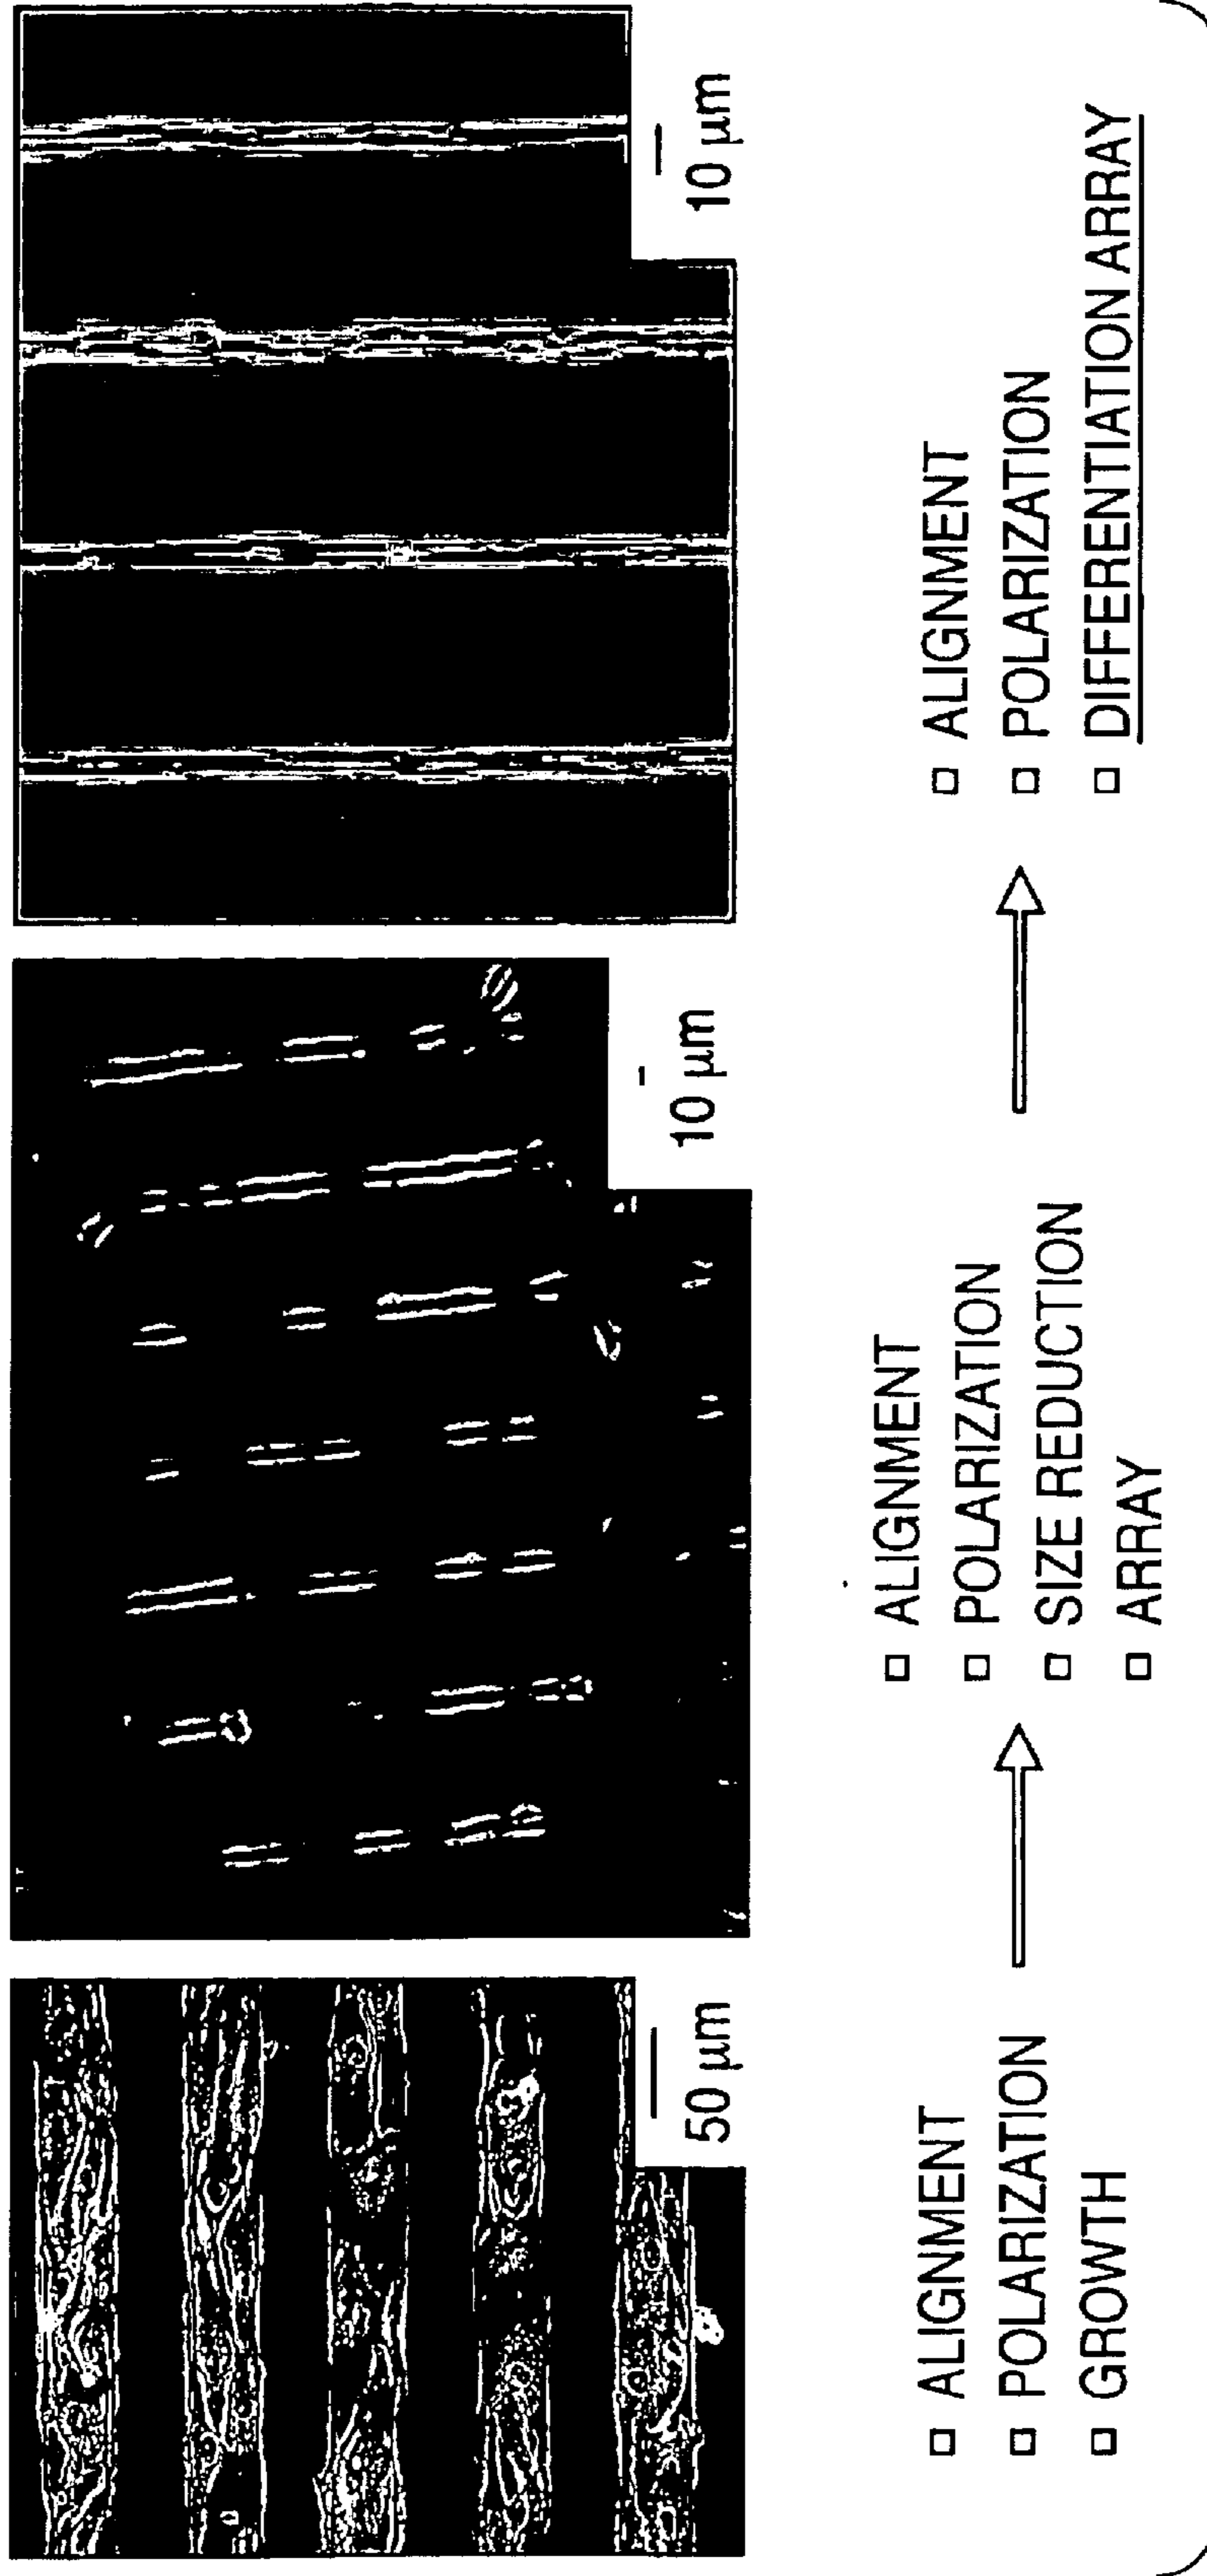 50 µm
10 µm
10 µm
ALIGNMENT
POLARIZATION
GROWTH
ALIGNMENT
POLARIZATION
SIZE REDUCTION
ARRAY
ALIGNMENT
POLARIZATION
DIFFERENTIATION ARRAY